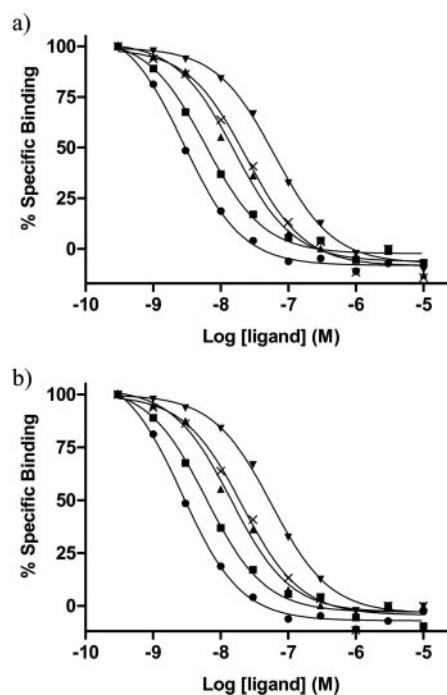 a)
100
75
50
25
0
% Specific Binding
-10 -9 -8 -7 -6 -5
Log [ligand] (M)
b)
100
75
50
25
0
% Specific Binding
-10 -9 -8 -7 -6 -5
Log [ligand] (M)